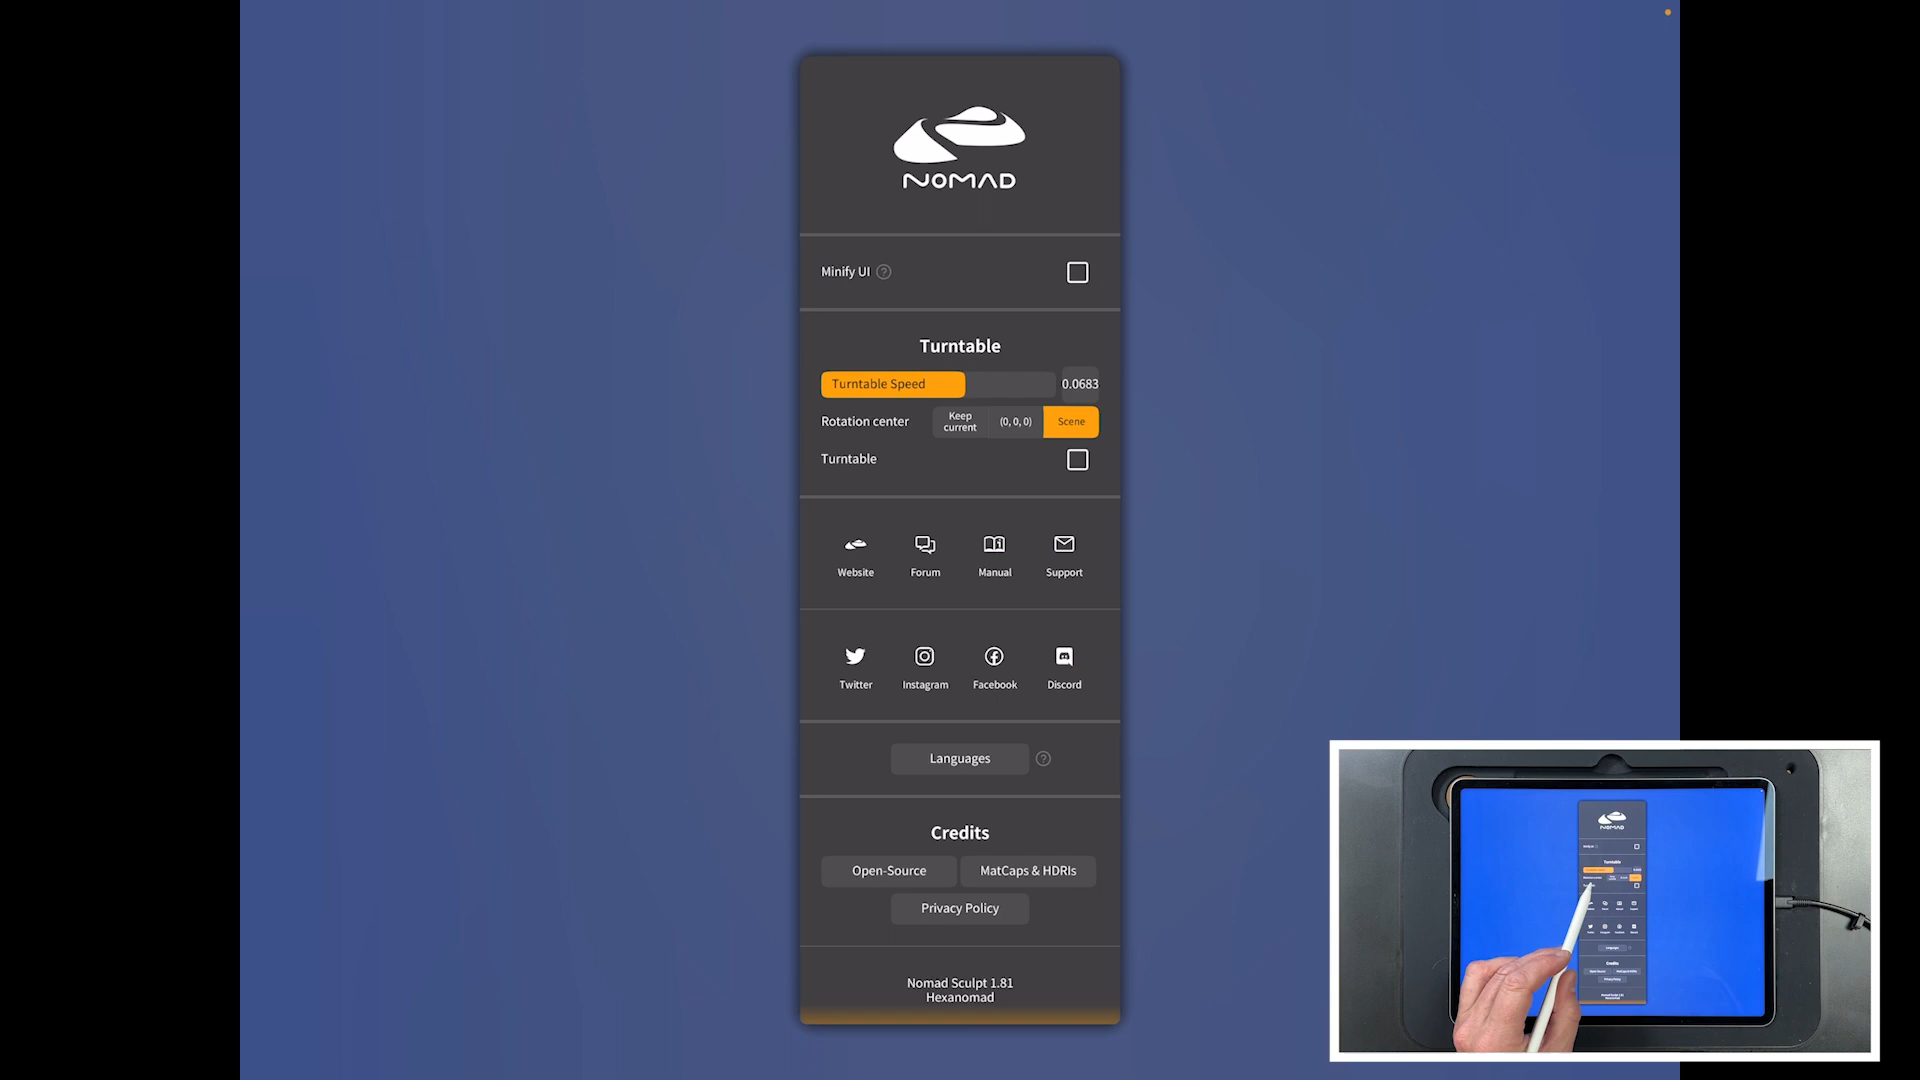 NOMAD
Minify UI ?
Turntable
Turntable Speed 0.0683
Rotation center Keep current (0, 0, 0) Scene
Turntable
Website Forum Manual Support
Twitter Instagram Facebook Discord
Languages ?
Credits
Open-Source MatCaps & HDRIs
Privacy Policy
Nomad Sculpt 1.81
Hexanomad